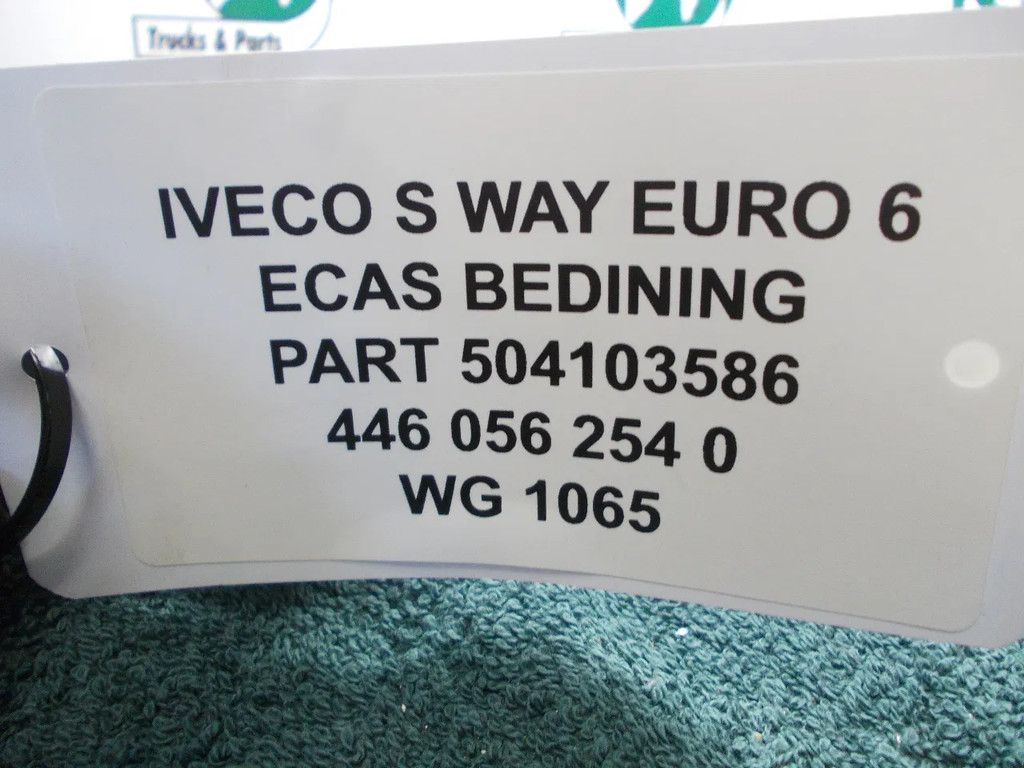 Trucks & Parts
IVECO S WAY EURO 6
ECAS BEDINING
PART 504103586
446 056 254 0
WG 1065